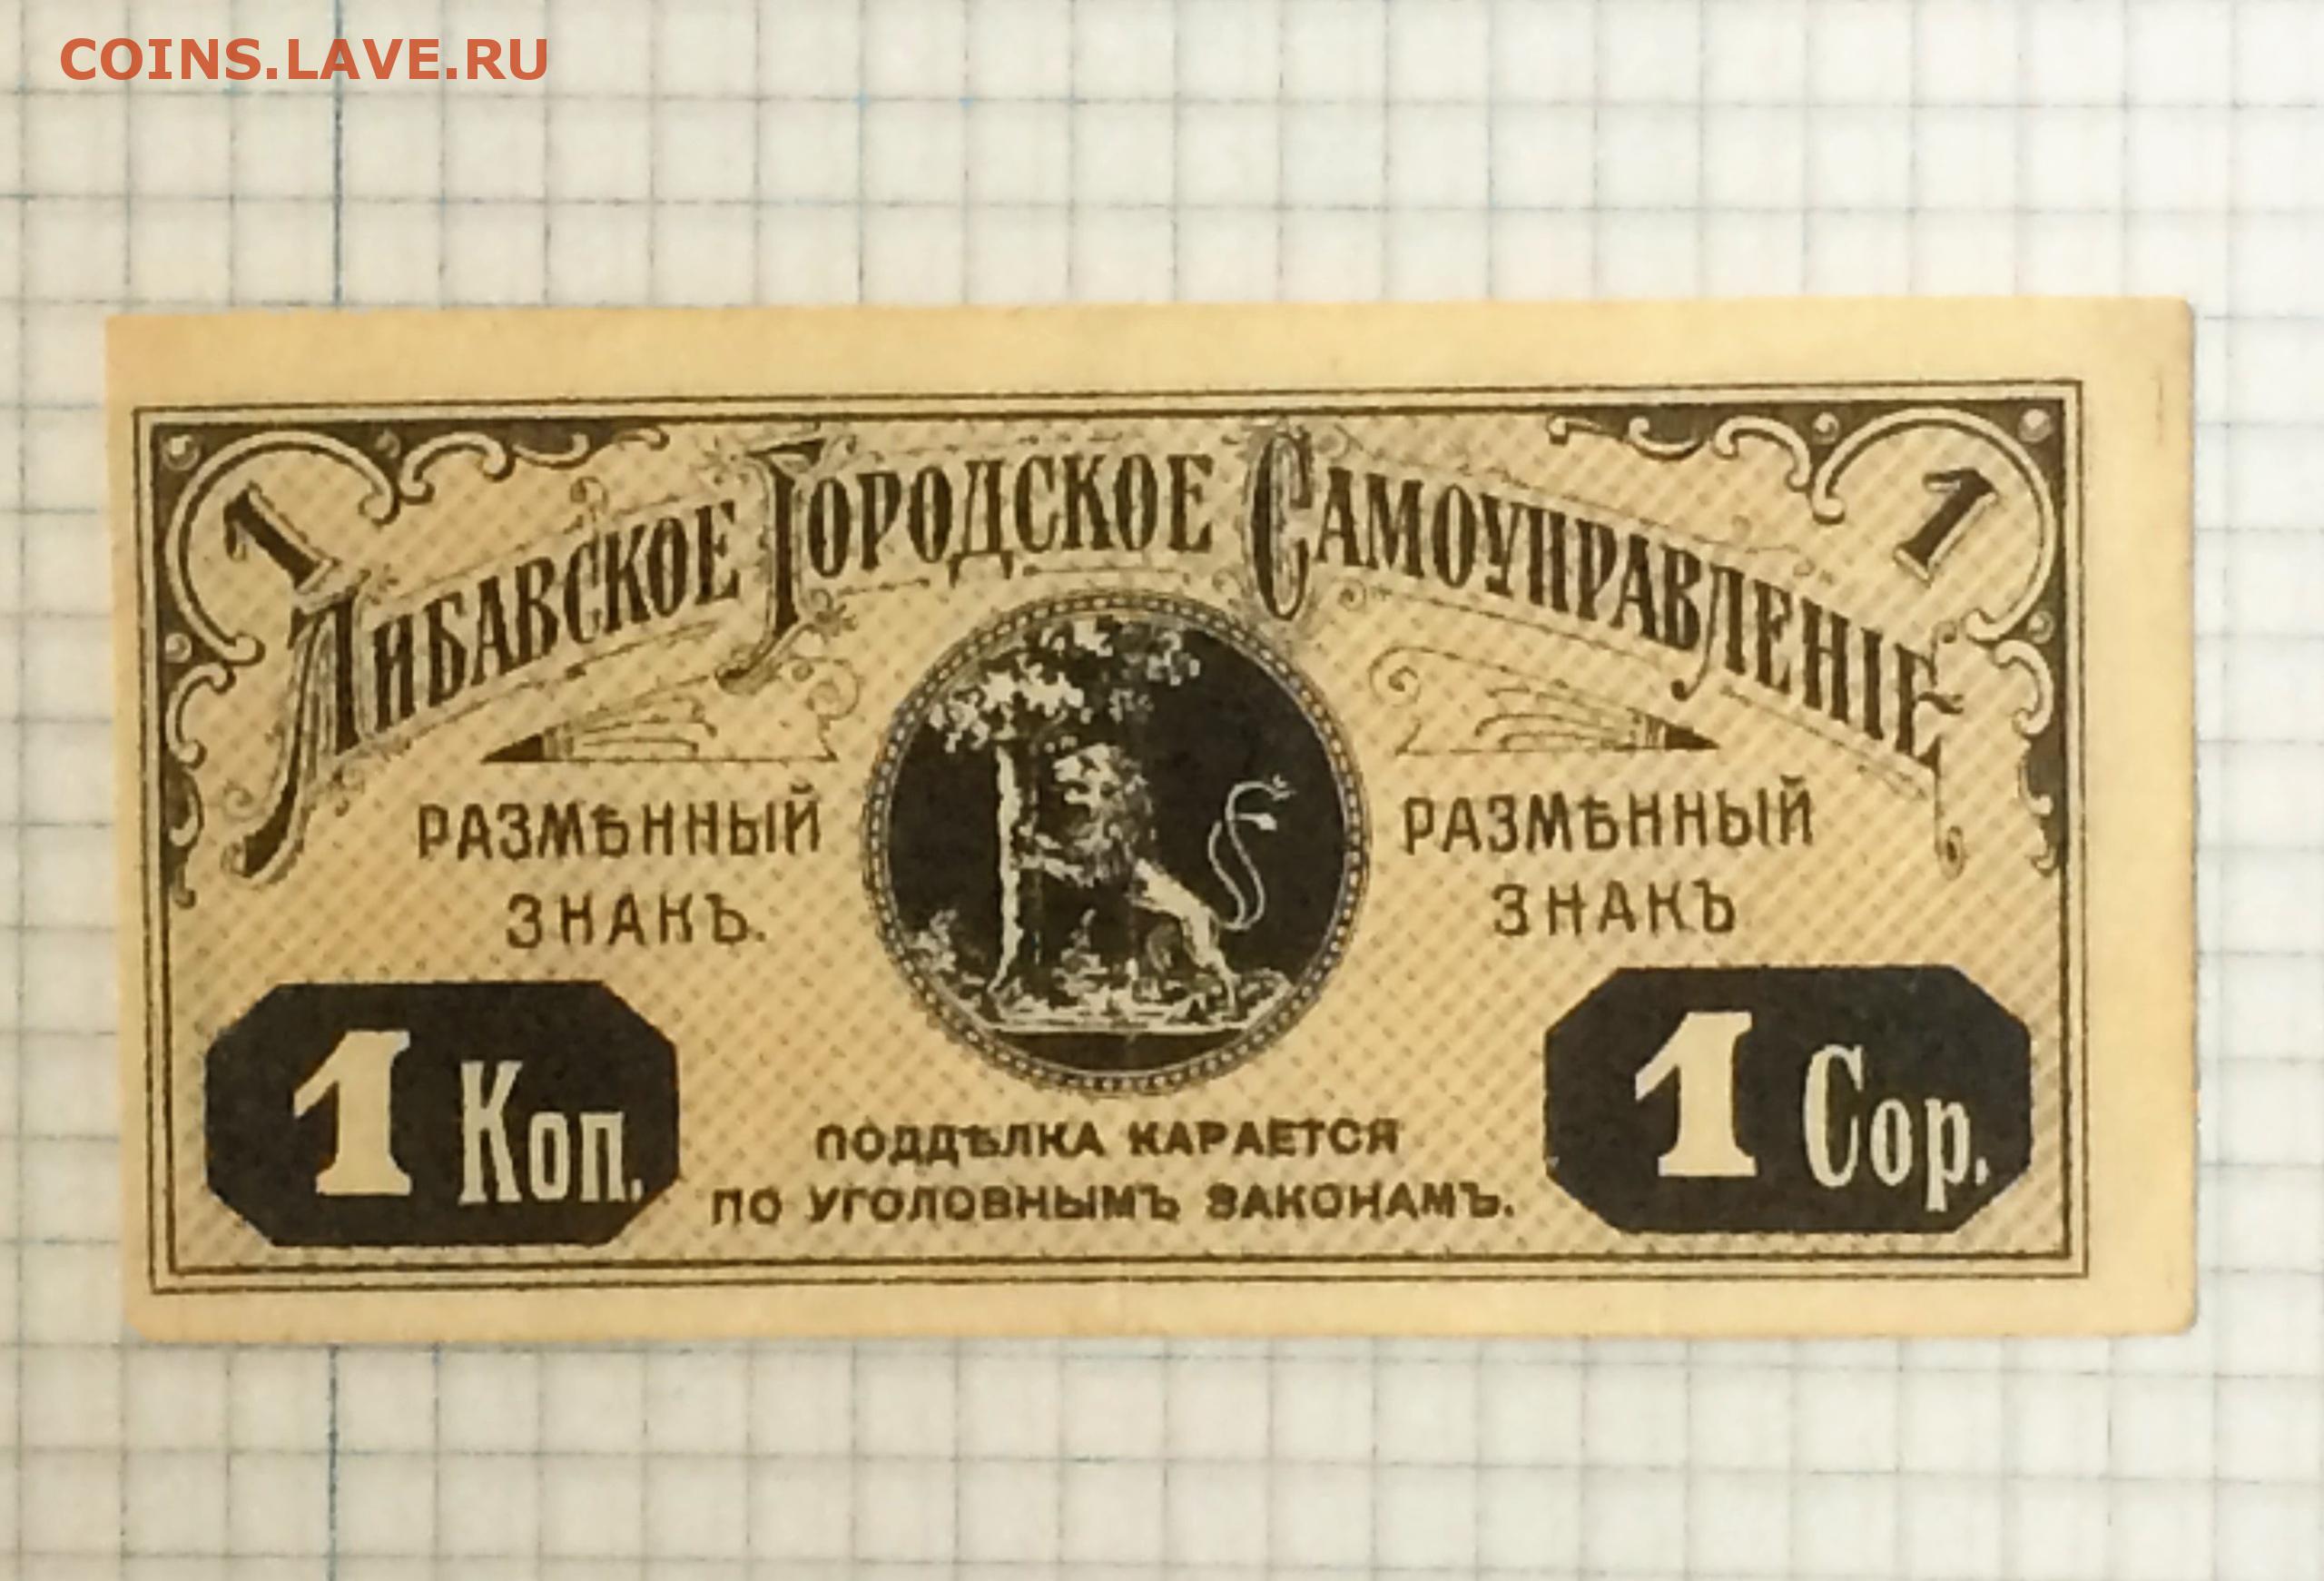 COINS.LAVE.RU
1 1
Либавское Городское Самоуправленіе
РАЗМѢННЫЙ
ЗНАКЪ.
РАЗМѢННЫЙ
ЗНАКЪ
1 Коп.
ПОДДѢЛКА КАРАЕТСЯ
ПО УГОЛОВНЫМЪ ЗАКОНАМЪ.
1 Cop.